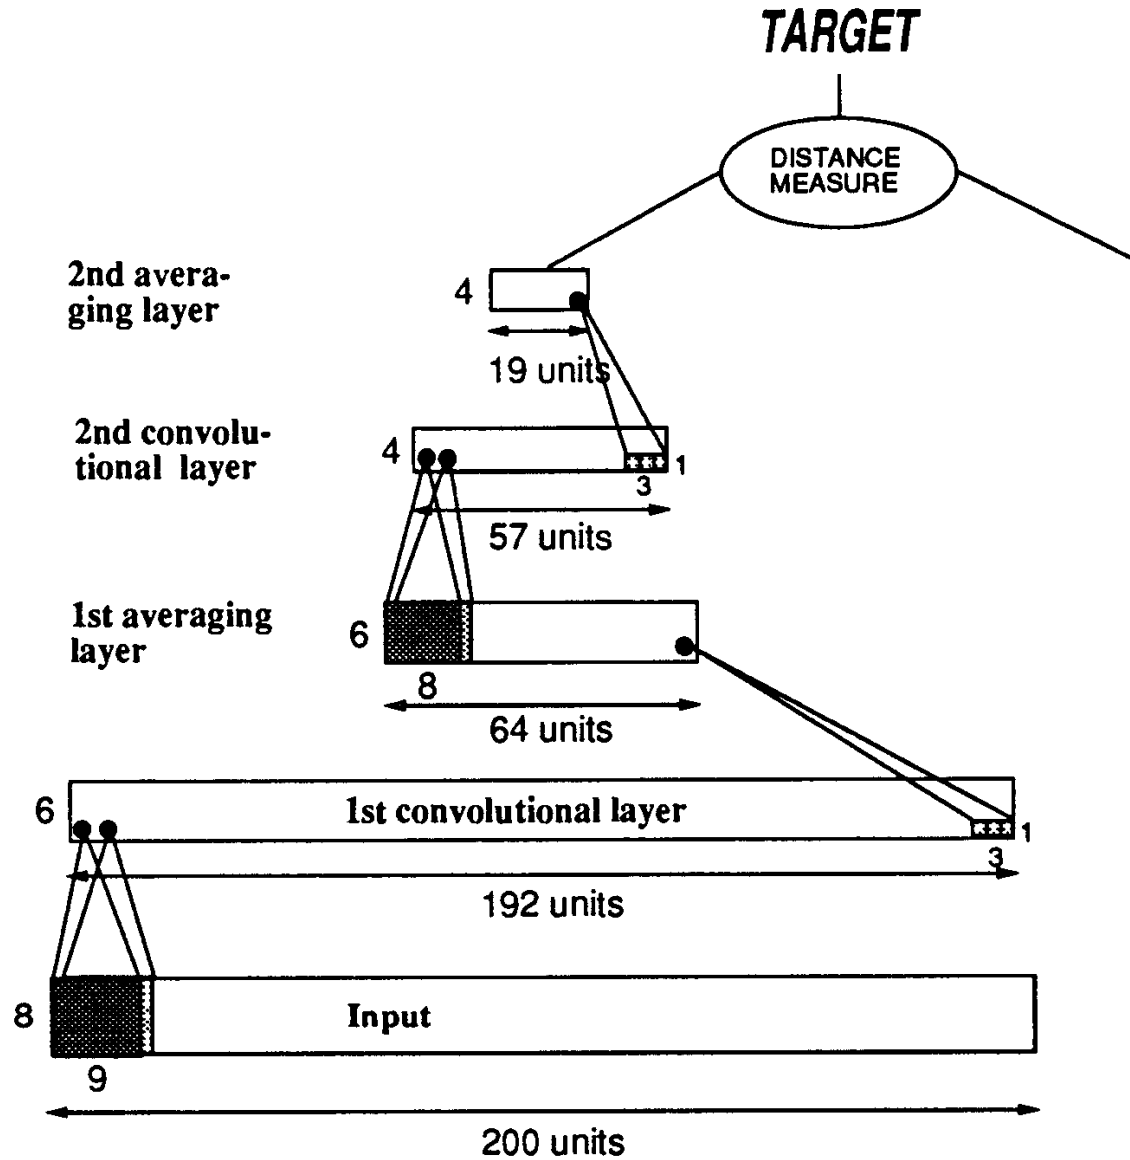 TARGET
DISTANCE
MEASURE
2nd avera-
ging layer
4
19 units
2nd convolu-
tional layer
4
1
3
57 units
1st averaging
layer
6
8
64 units
6
1st convolutional layer
1
3
192 units
8
Input
9
200 units